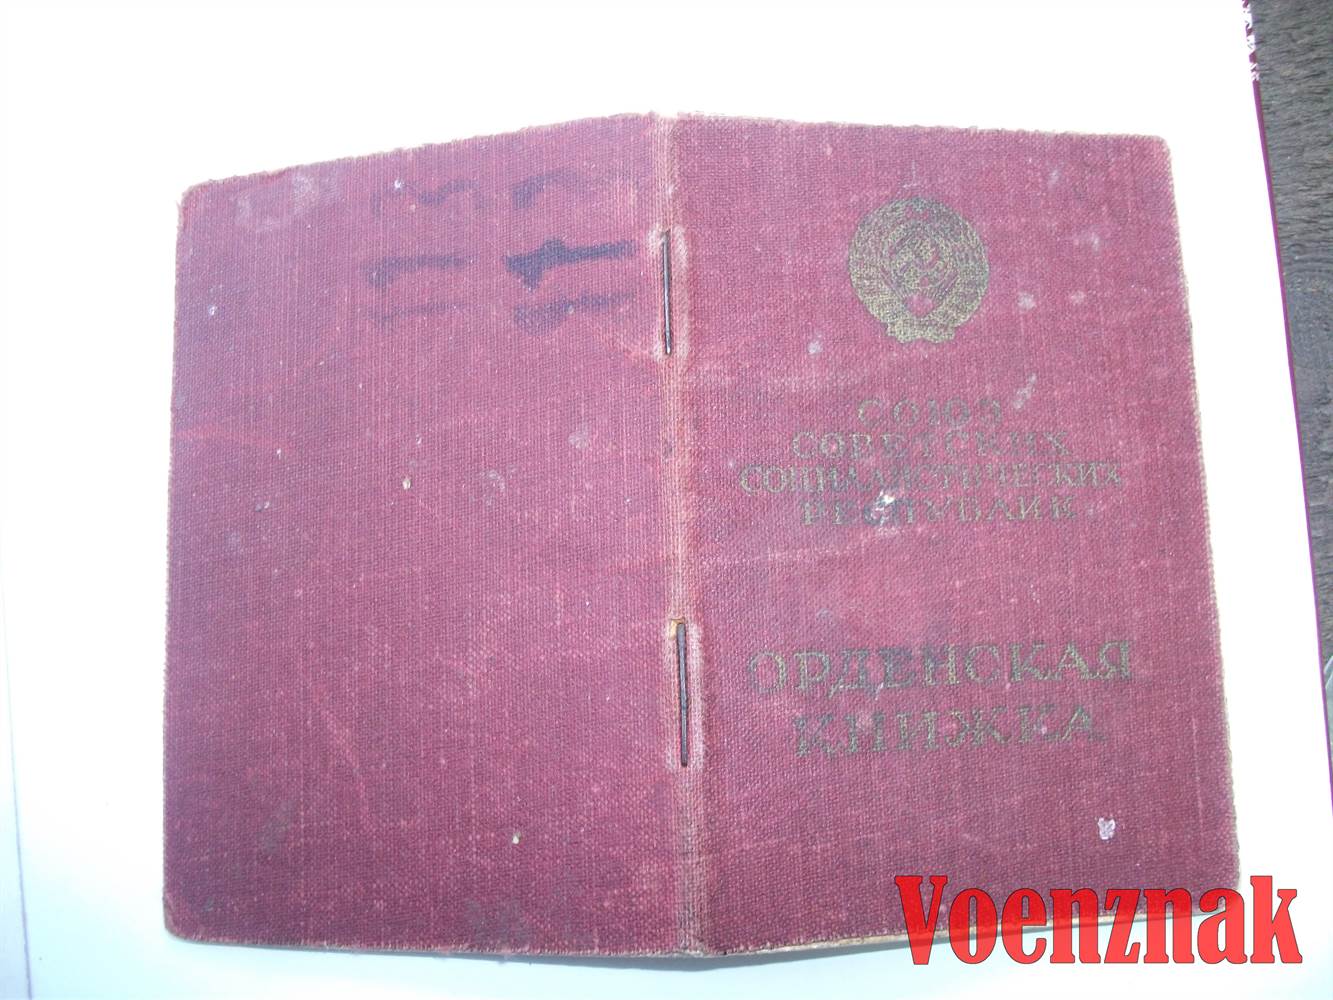 СОЮЗ
СОВЕТСКИХ
СОЦИАЛИСТИЧЕСКИХ
РЕСПУБЛИК
ОРДЕНСКАЯ
КНИЖКА
Voenznak